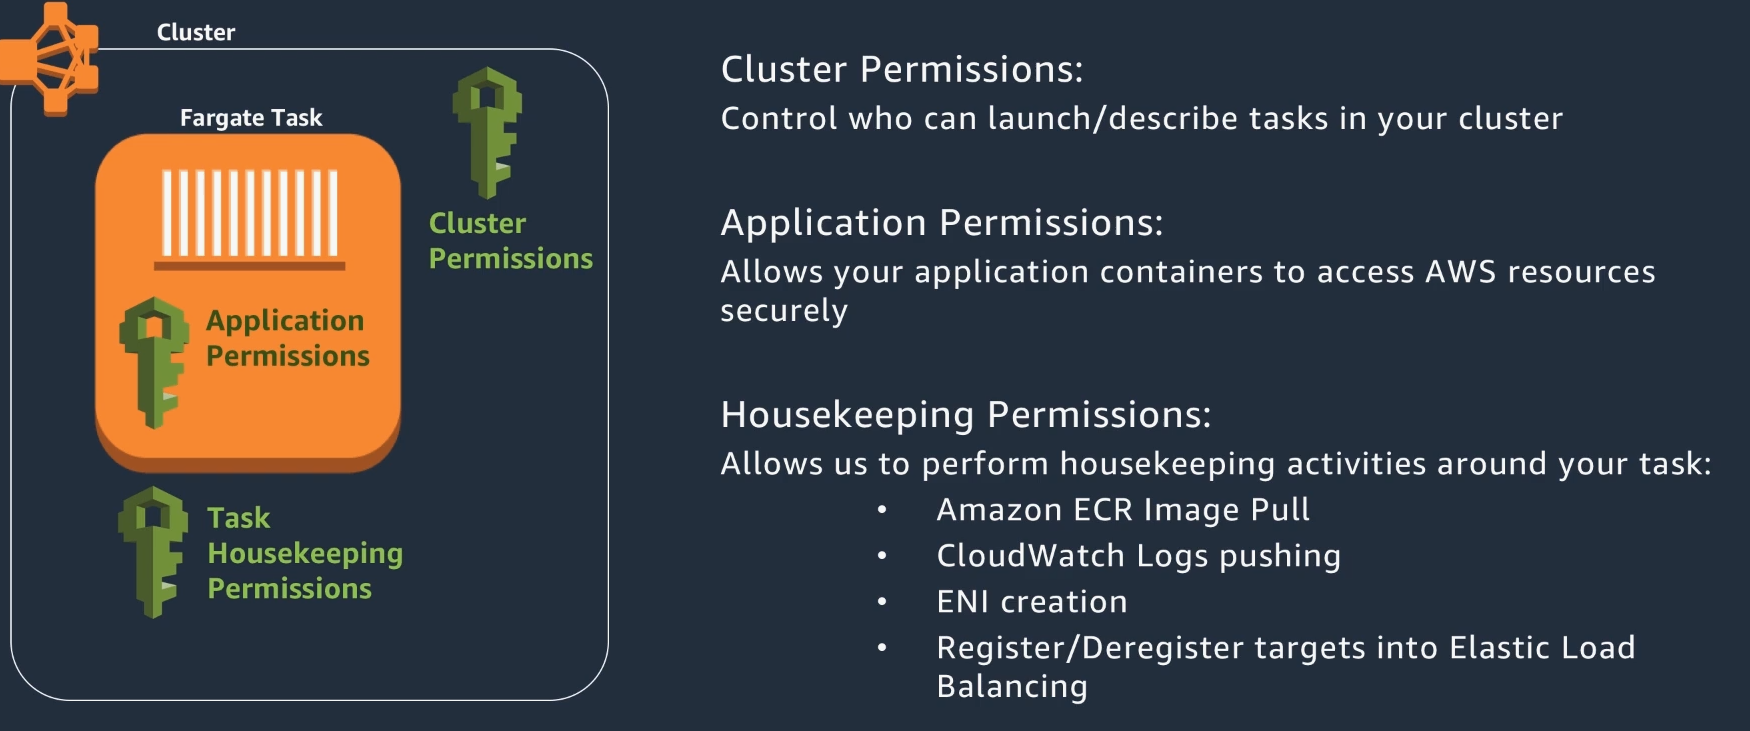 Cluster
Fargate Task
Cluster
Permissions
Application
Permissions
Task
Housekeeping
Permissions
Cluster Permissions:
Control who can launch/describe tasks in your cluster
Application Permissions:
Allows your application containers to access AWS resources
securely
Housekeeping Permissions:
Allows us to perform housekeeping activities around your task:
• Amazon ECR Image Pull
• CloudWatch Logs pushing
• ENI creation
• Register/Deregister targets into Elastic Load
Balancing